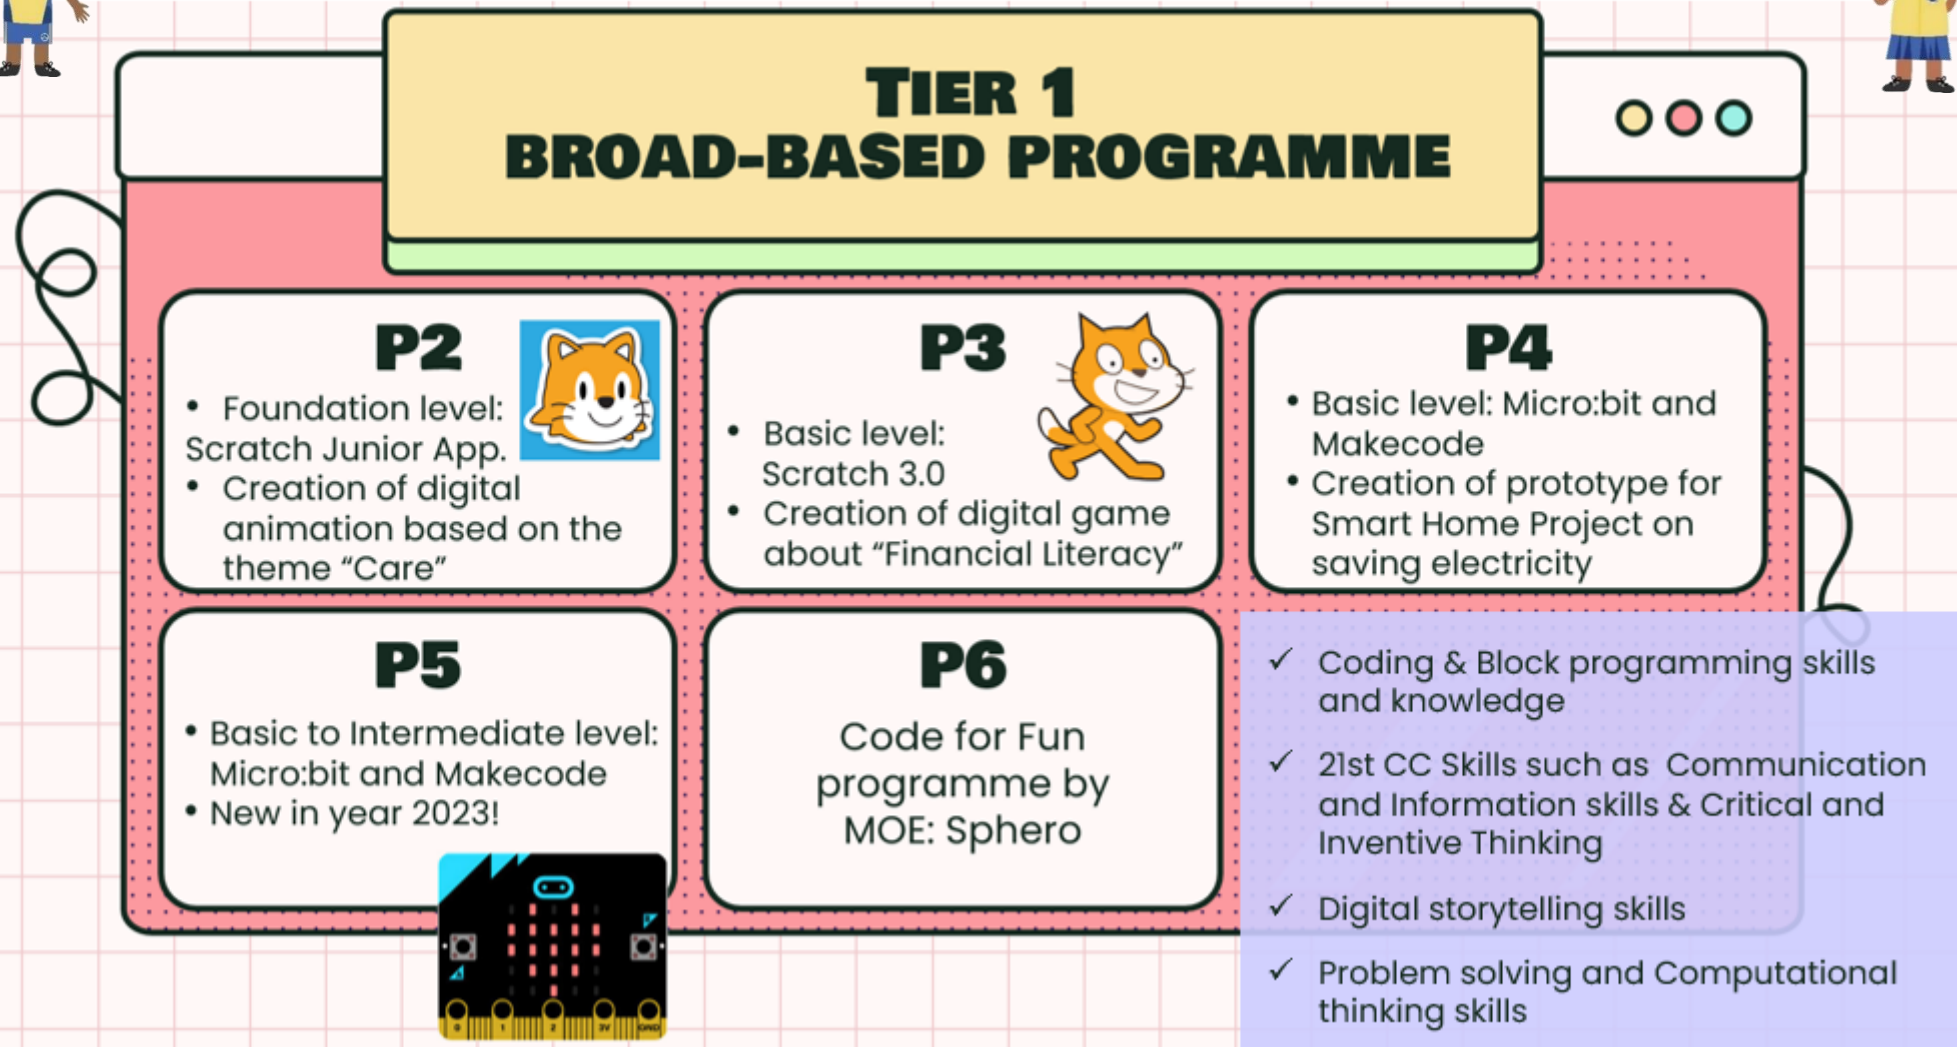 TIER 1
BROAD-BASED PROGRAMME
P2
• Foundation level:
Scratch Junior App.
• Creation of digital
animation based on the
theme “Care”
P3
• Basic level:
Scratch 3.0
• Creation of digital game
about “Financial Literacy”
P4
• Basic level: Micro:bit and
Makecode
• Creation of prototype for
Smart Home Project on
saving electricity
P5
• Basic to Intermediate level:
Micro:bit and Makecode
• New in year 2023!
A
B
0 1 2 3V GND
P6
Code for Fun
programme by
MOE: Sphero
✓ Coding & Block programming skills
and knowledge
✓ 21st CC Skills such as Communication
and Information skills & Critical and
Inventive Thinking
✓ Digital storytelling skills
✓ Problem solving and Computational
thinking skills